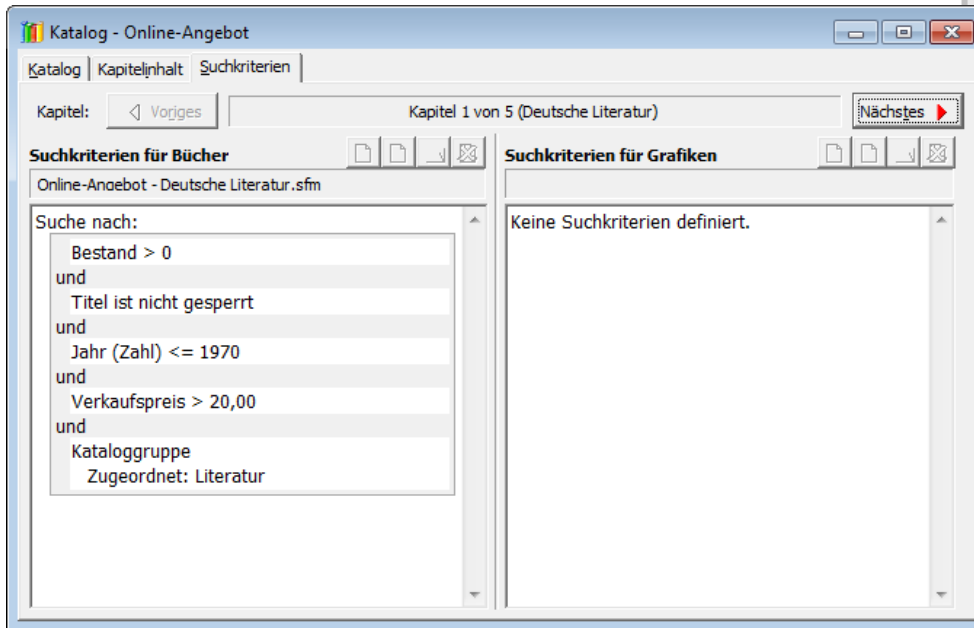 Katalog - Online-Angebot
Katalog Kapitelinhalt Suchkriterien
Kapitel: Voriges Kapitel 1 von 5 (Deutsche Literatur) Nächstes
Suchkriterien für Bücher
Online-Angebot - Deutsche Literatur.sfm
Suche nach:
Bestand > 0
und
Titel ist nicht gesperrt
und
Jahr (Zahl) <= 1970
und
Verkaufspreis > 20,00
und
Kataloggruppe
Zugeordnet: Literatur
Suchkriterien für Grafiken
Keine Suchkriterien definiert.